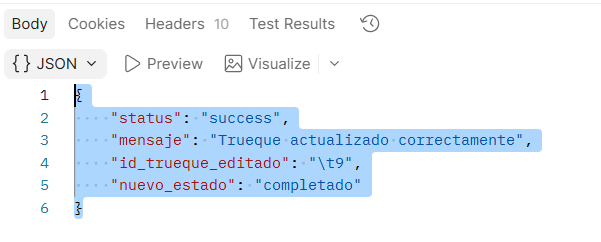 Body Cookies Headers 10 Test Results
{} JSON Preview Visualize
1 {
2 "status": "success",
3 "mensaje": "Trueque actualizado correctamente",
4 "id_trueque_editado": "\t9",
5 "nuevo_estado": "completado"
6 }